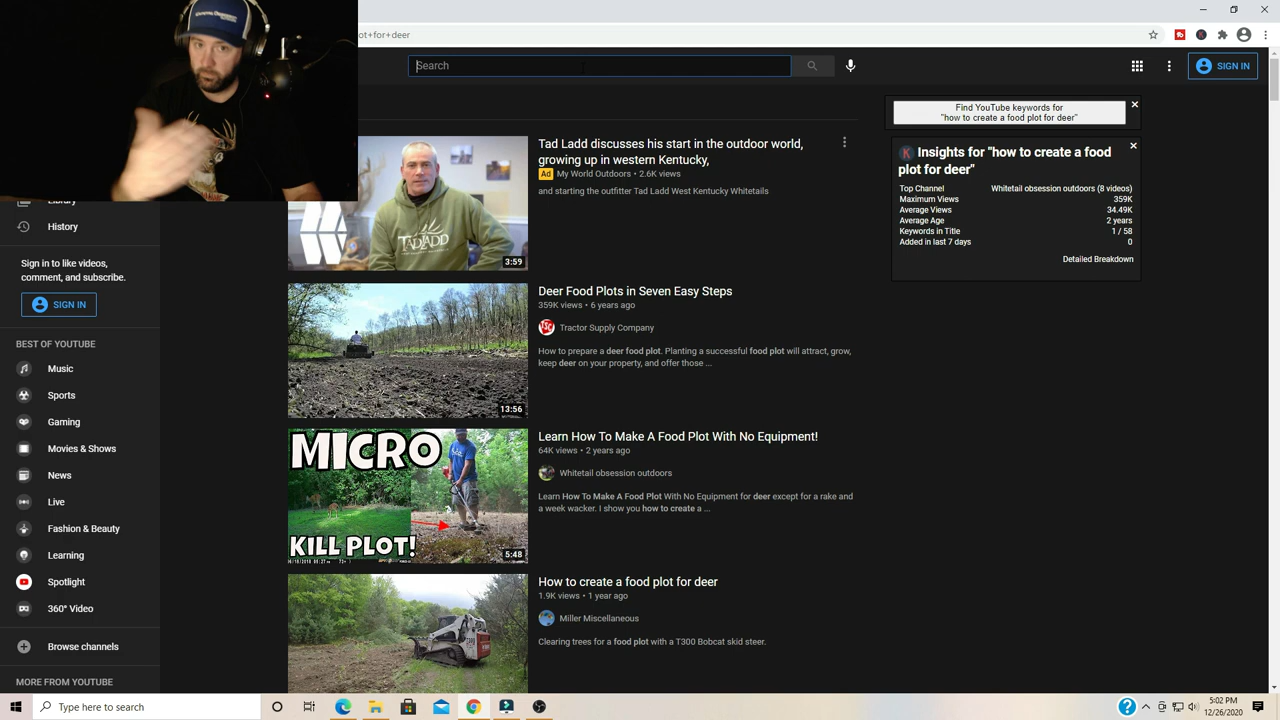 ot+for+deer
Search
SIGN IN
Library
History
Sign in to like videos,
comment, and subscribe.
SIGN IN
BEST OF YOUTUBE
Music
Sports
Gaming
Movies & Shows
News
Live
Fashion & Beauty
Learning
Spotlight
360° Video
Browse channels
MORE FROM YOUTUBE
TADLADD
3:59
Tad Ladd discusses his start in the outdoor world,
growing up in western Kentucky,
Ad My World Outdoors • 2.6K views
and starting the outfitter Tad Ladd West Kentucky Whitetails
13:56
Deer Food Plots in Seven Easy Steps
359K views • 6 years ago
TSC Tractor Supply Company
How to prepare a deer food plot. Planting a successful food plot will attract, grow,
keep deer on your property, and offer those ...
MICRO
KILL PLOT!
5:48
Learn How To Make A Food Plot With No Equipment!
64K views • 2 years ago
Whitetail obsession outdoors
Learn How To Make A Food Plot With No Equipment for deer except for a rake and
a week wacker. I show you how to create a ...
How to create a food plot for deer
1.9K views • 1 year ago
Miller Miscellaneous
Clearing trees for a food plot with a T300 Bobcat skid steer.
Find YouTube keywords for
"how to create a food plot for deer"
K Insights for "how to create a food
plot for deer"
Top Channel Whitetail obsession outdoors (8 videos)
Maximum Views 359K
Average Views 34.49K
Average Age 2 years
Keywords in Title 1 / 58
Added in last 7 days 0
Detailed Breakdown
Type here to search
5:02 PM
12/26/2020